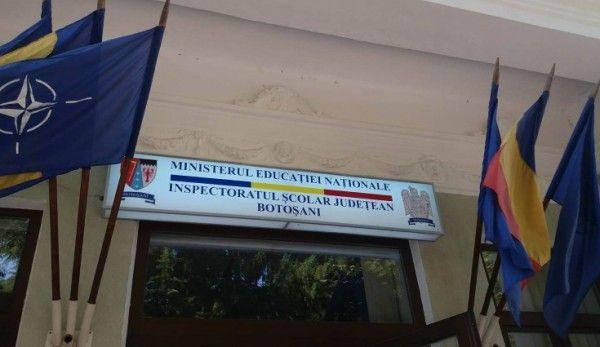 MINISTERUL EDUCAȚIEI NAȚIONALE
INSPECTORATUL ȘCOLAR JUDEȚEAN
BOTOȘANI